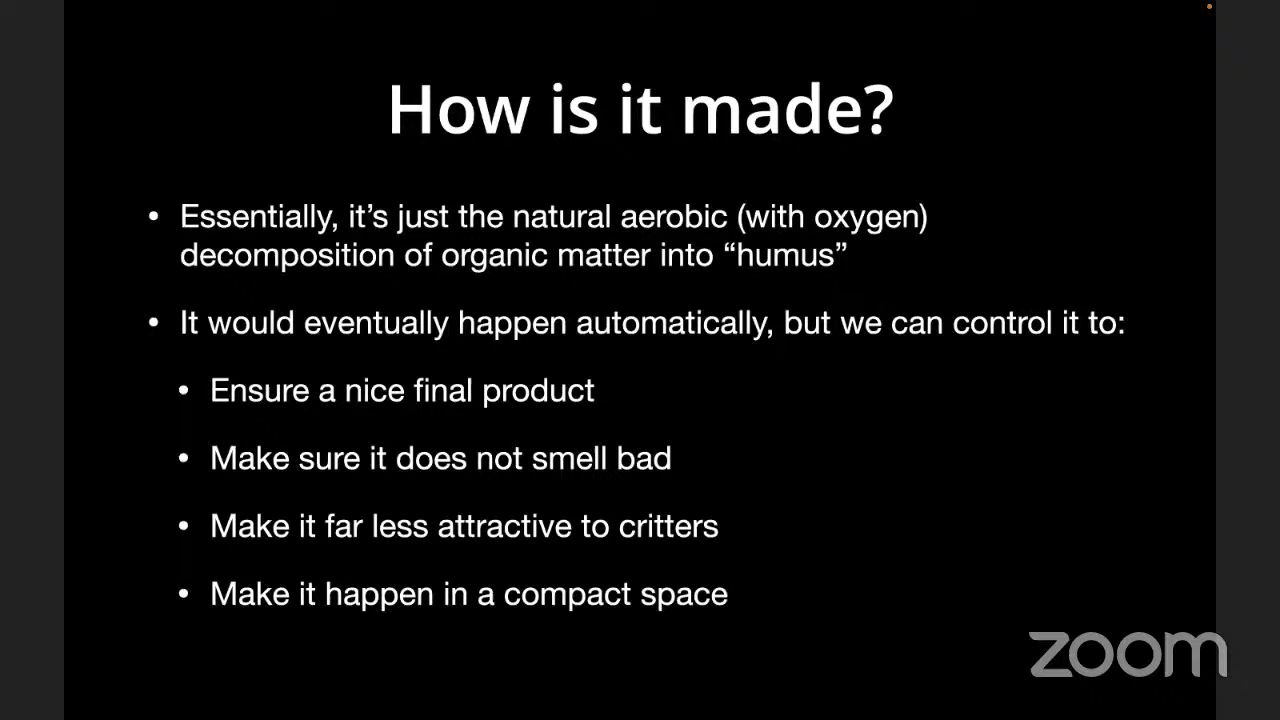 How is it made?
• Essentially, it’s just the natural aerobic (with oxygen)
decomposition of organic matter into “humus”
• It would eventually happen automatically, but we can control it to:
• Ensure a nice final product
• Make sure it does not smell bad
• Make it far less attractive to critters
• Make it happen in a compact space
zoom